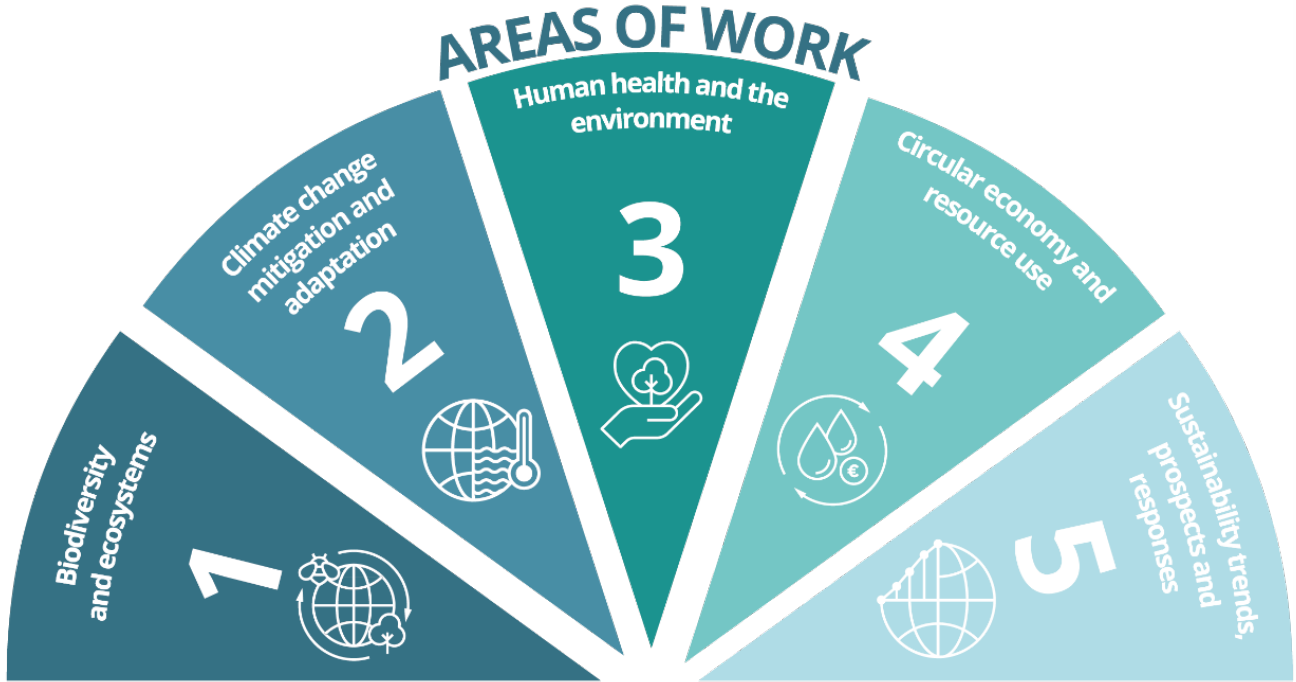 AREAS OF WORK
Biodiversity
and ecosystems
1
Climate change
mitigation and
adaptation
2
Human health and the
environment
3
Circular economy and
resource use
4
€
Sustainability trends,
prospects and
responses
5